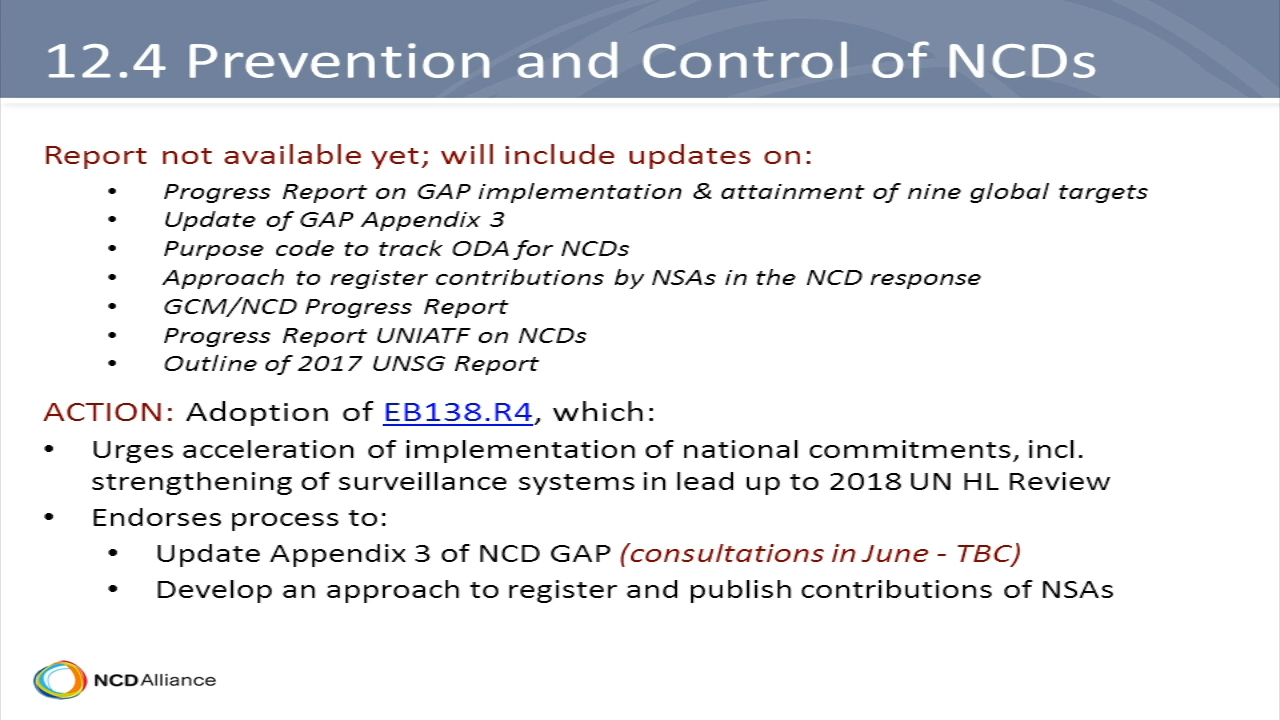 12.4 Prevention and Control of NCDs
Report not available yet; will include updates on:
• Progress Report on GAP implementation & attainment of nine global targets
• Update of GAP Appendix 3
• Purpose code to track ODA for NCDs
• Approach to register contributions by NSAs in the NCD response
• GCM/NCD Progress Report
• Progress Report UNIATF on NCDs
• Outline of 2017 UNSG Report
ACTION: Adoption of EB138.R4, which:
• Urges acceleration of implementation of national commitments, incl.
strengthening of surveillance systems in lead up to 2018 UN HL Review
• Endorses process to:
• Update Appendix 3 of NCD GAP (consultations in June - TBC)
• Develop an approach to register and publish contributions of NSAs
NCDAlliance